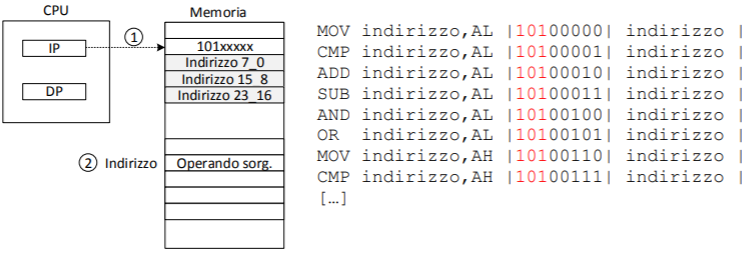 CPU
Memoria
IP
①
101xxxxx
Indirizzo 7_0
Indirizzo 15_8
Indirizzo 23_16
DP
② Indirizzo
Operando sorg.
MOV indirizzo,AL |10100000| indirizzo |
CMP indirizzo,AL |10100001| indirizzo |
ADD indirizzo,AL |10100010| indirizzo |
SUB indirizzo,AL |10100011| indirizzo |
AND indirizzo,AL |10100100| indirizzo |
OR  indirizzo,AL |10100101| indirizzo |
MOV indirizzo,AH |10100110| indirizzo |
CMP indirizzo,AH |10100111| indirizzo |
[…]